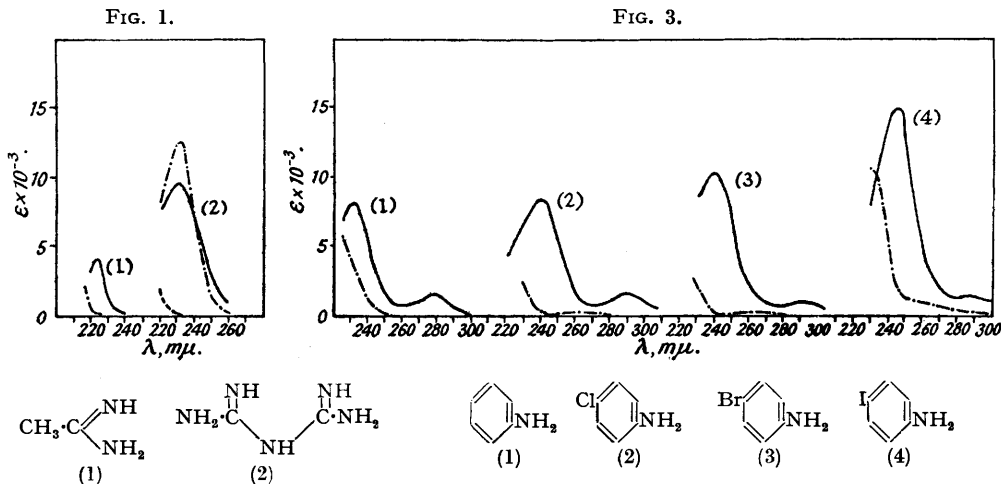 FIG. 1.
15
10
5
0
ε×10⁻³.
(1)
(2)
220 240 220 240 260
λ, mμ.
FIG. 3.
15
10
5
0
ε×10⁻³.
(1)
(2)
(3)
(4)
240 260 280 300 220 240 260 280 220 240 260 280 300 220 240 260 280 300
λ, mμ.
λ, mμ.
NH
CH₃·C
NH₂
(1)
NH NH
NH₂·C C·NH₂
NH
(2)
NH₂
(1)
Cl NH₂
(2)
Br NH₂
(3)
I NH₂
(4)